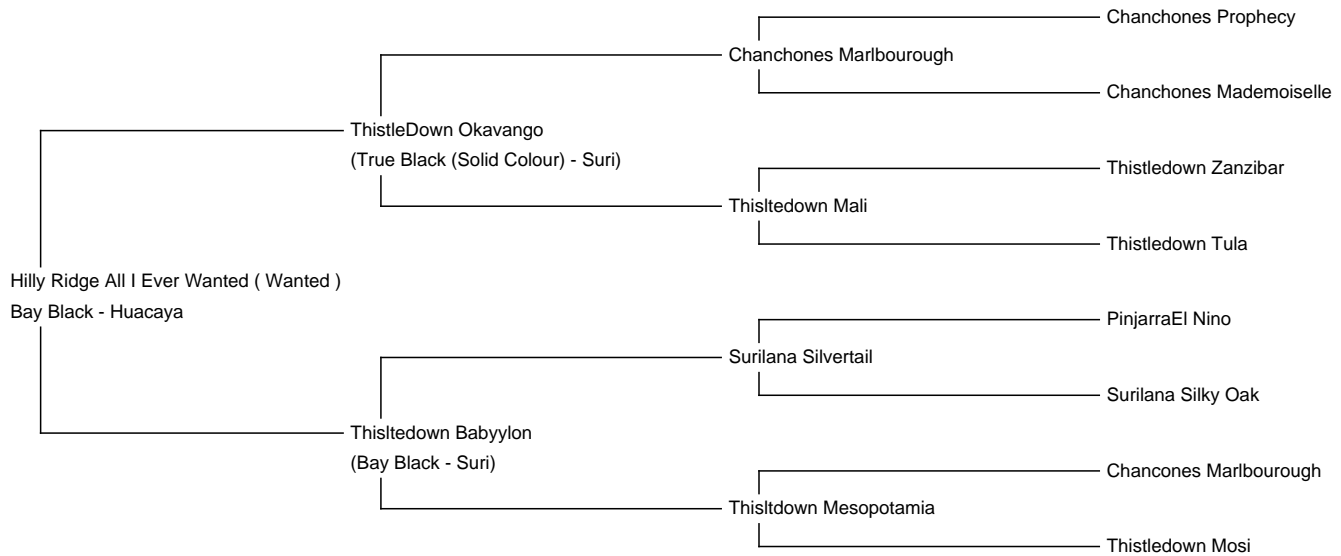 Chanchones Prophecy
Chanchones Marlbourough
Chanchones Mademoiselle
ThistleDown Okavango
(True Black (Solid Colour) - Suri)
Thistledown Zanzibar
Thisltedown Mali
Thistledown Tula
Hilly Ridge All I Ever Wanted ( Wanted )
Bay Black - Huacaya
PinjarraEl Nino
Surilana Silvertail
Surilana Silky Oak
Thisltedown Babyylon
(Bay Black - Suri)
Chancones Marlbourough
Thisltdown Mesopotamia
Thistledown Mosi